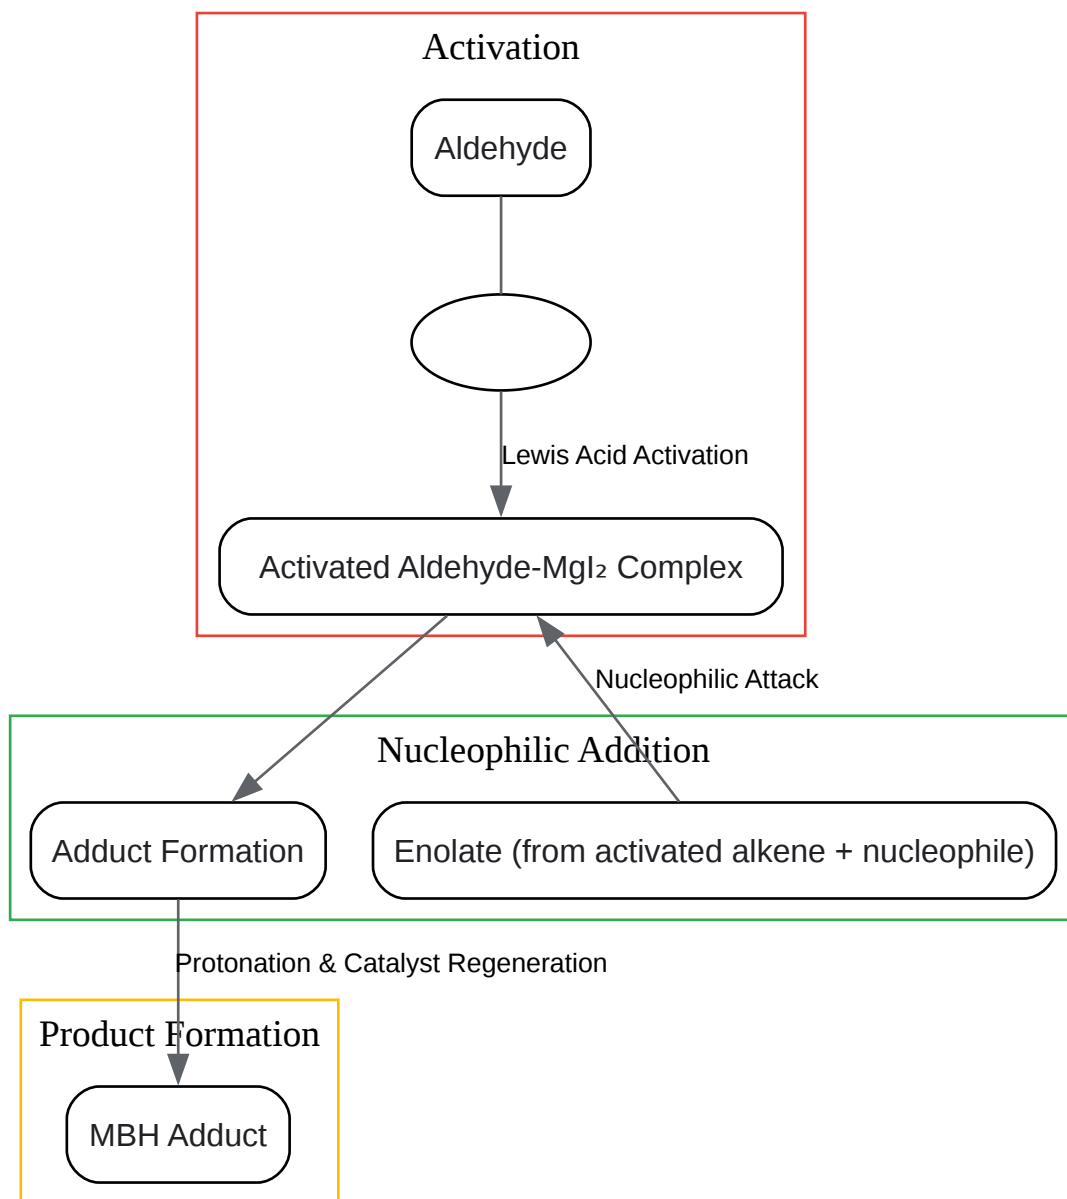 Activation
Aldehyde
Lewis Acid Activation
Activated Aldehyde-MgI₂ Complex
Nucleophilic Attack
Nucleophilic Addition
Adduct Formation
Enolate (from activated alkene + nucleophile)
Protonation & Catalyst Regeneration
Product Formation
MBH Adduct